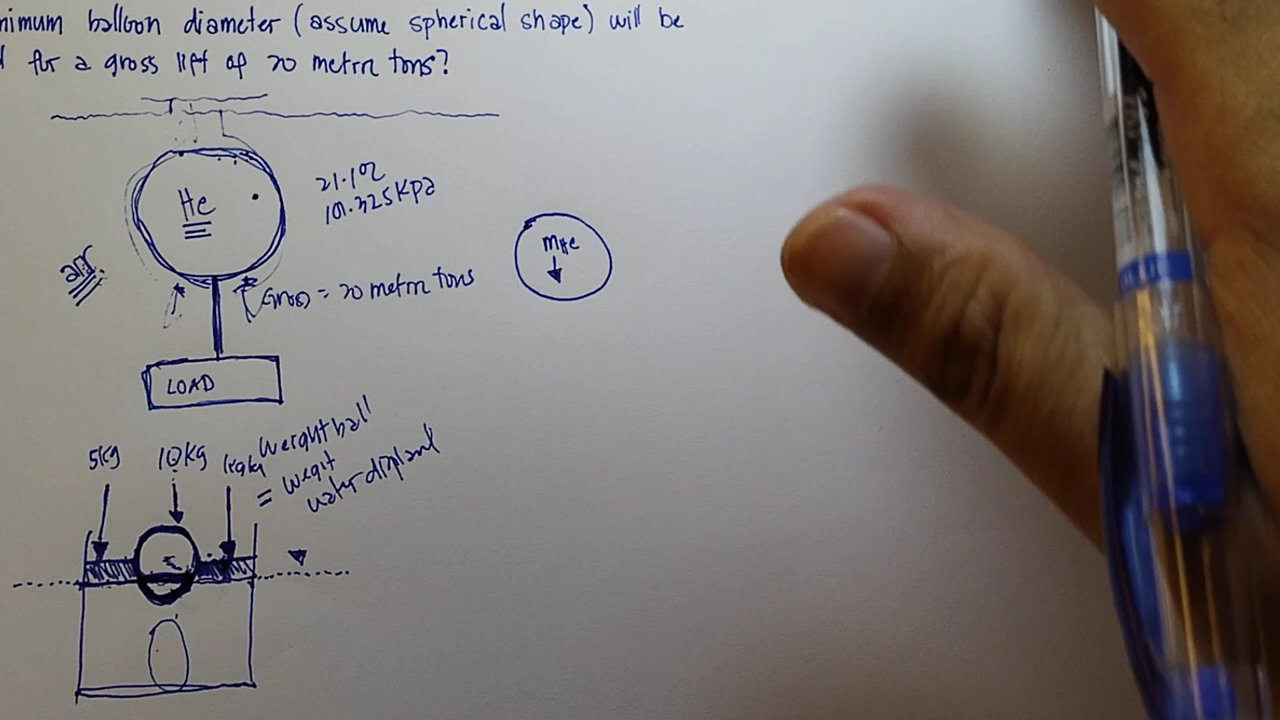 nimum balloon diameter (assume spherical shape) will be
for a gross lift of 20 metric tons?
He
21.1°C
101.325KPa
air
mHe
Gross = 20 metric tons
LOAD
5kg 10kg 1kg
Weight ball
= weight
water displaced